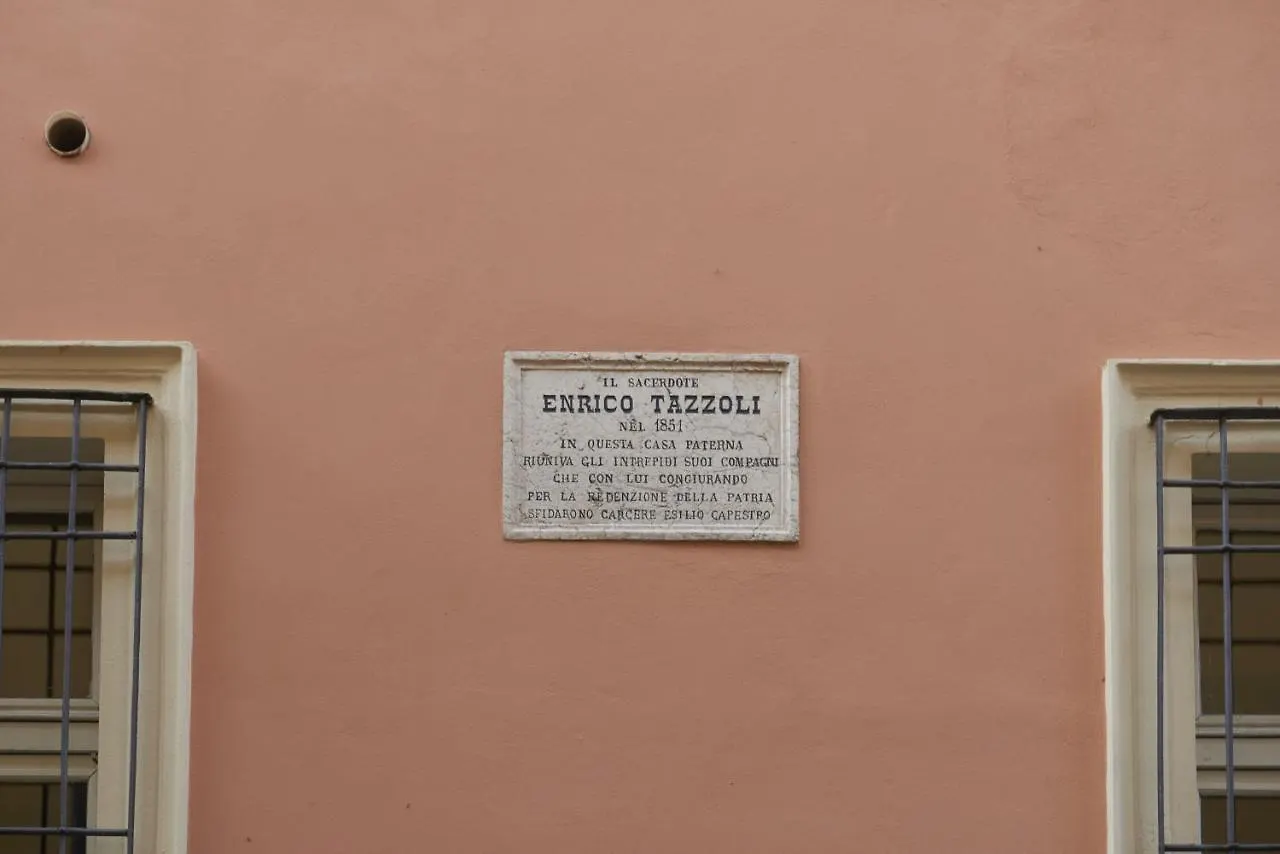 IL SACERDOTE
ENRICO TAZZOLI
NEL 1851
IN QUESTA CASA PATERNA
RIUNIVA GLI INTREPIDI SUOI COMPAGNI
CHE CON LUI CONGIURANDO
PER LA REDENZIONE DELLA PATRIA
SFIDARONO CARCERE ESILIO CAPESTRO